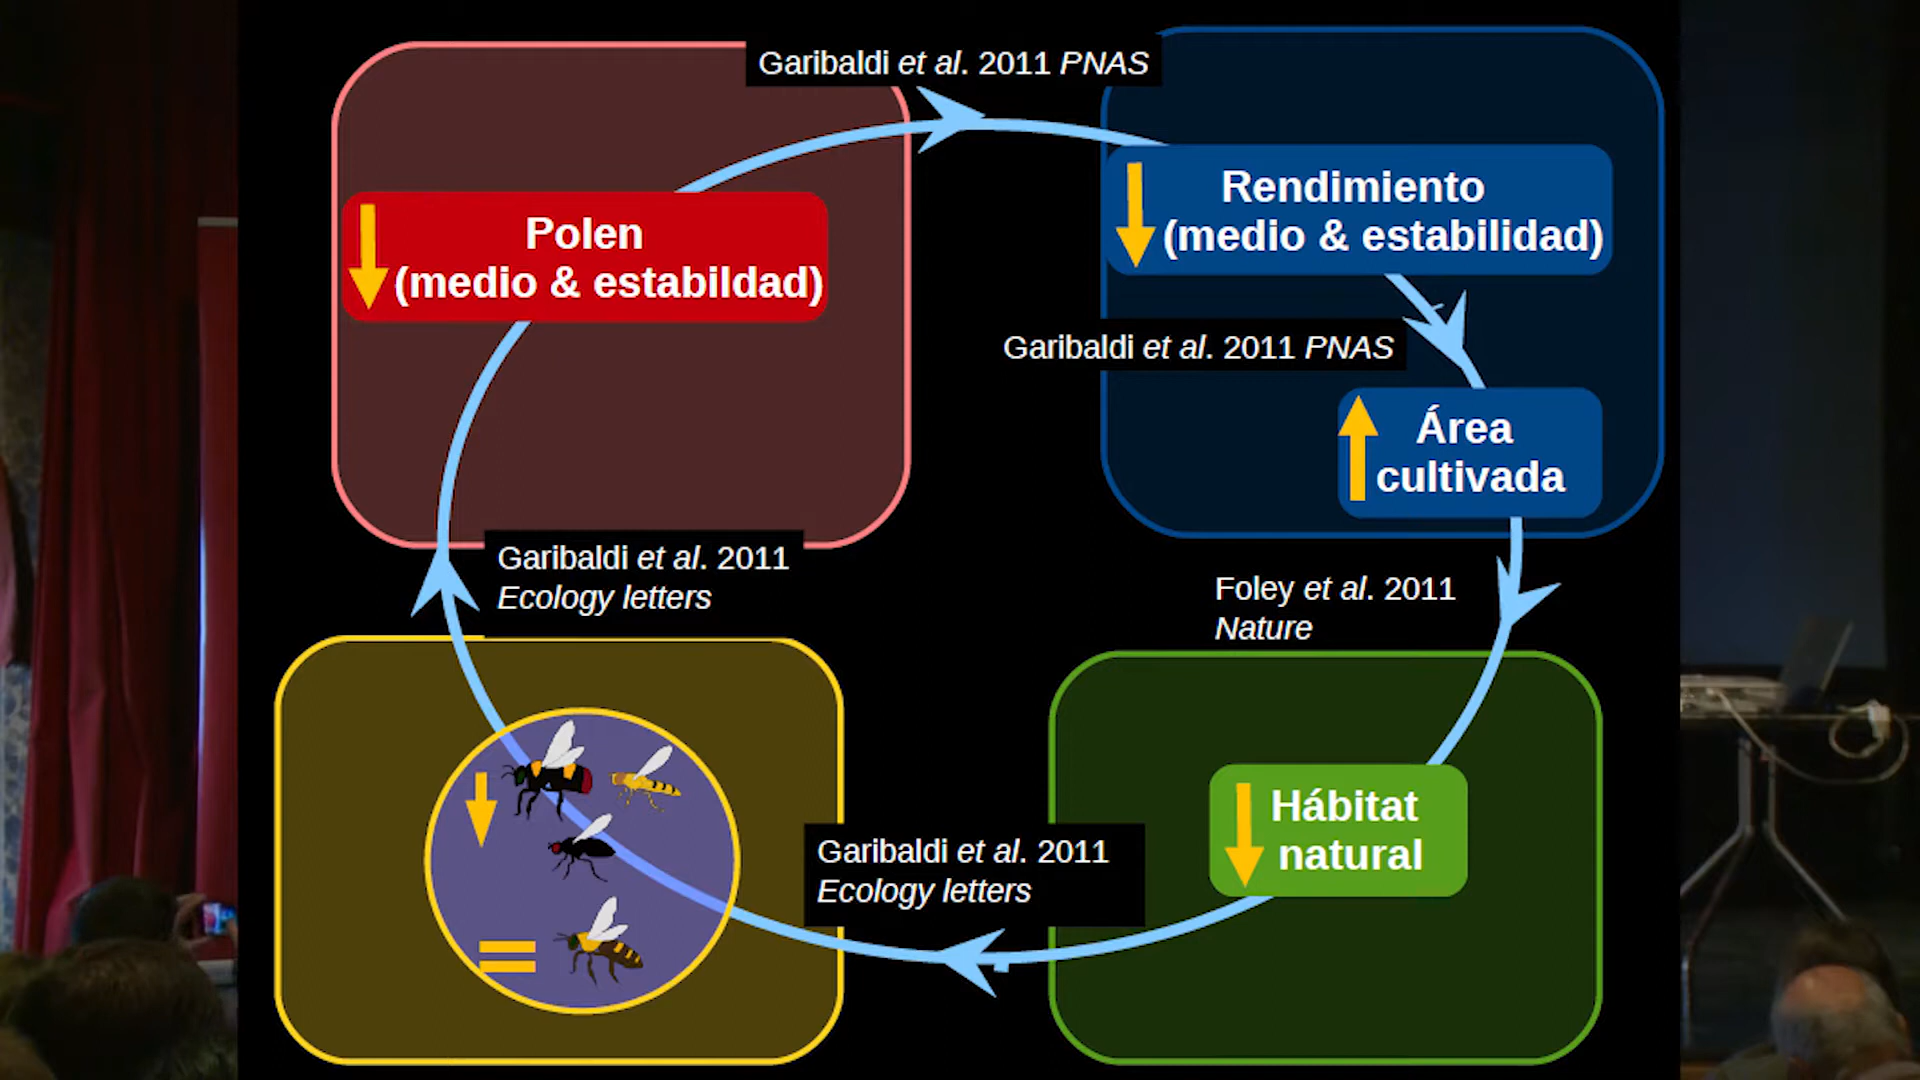 Garibaldi et al. 2011 PNAS
Polen
(medio & estabildad)
Rendimiento
(medio & estabilidad)
Garibaldi et al. 2011 PNAS
Área
cultivada
Garibaldi et al. 2011
Ecology letters
Foley et al. 2011
Nature
Hábitat
natural
Garibaldi et al. 2011
Ecology letters
=